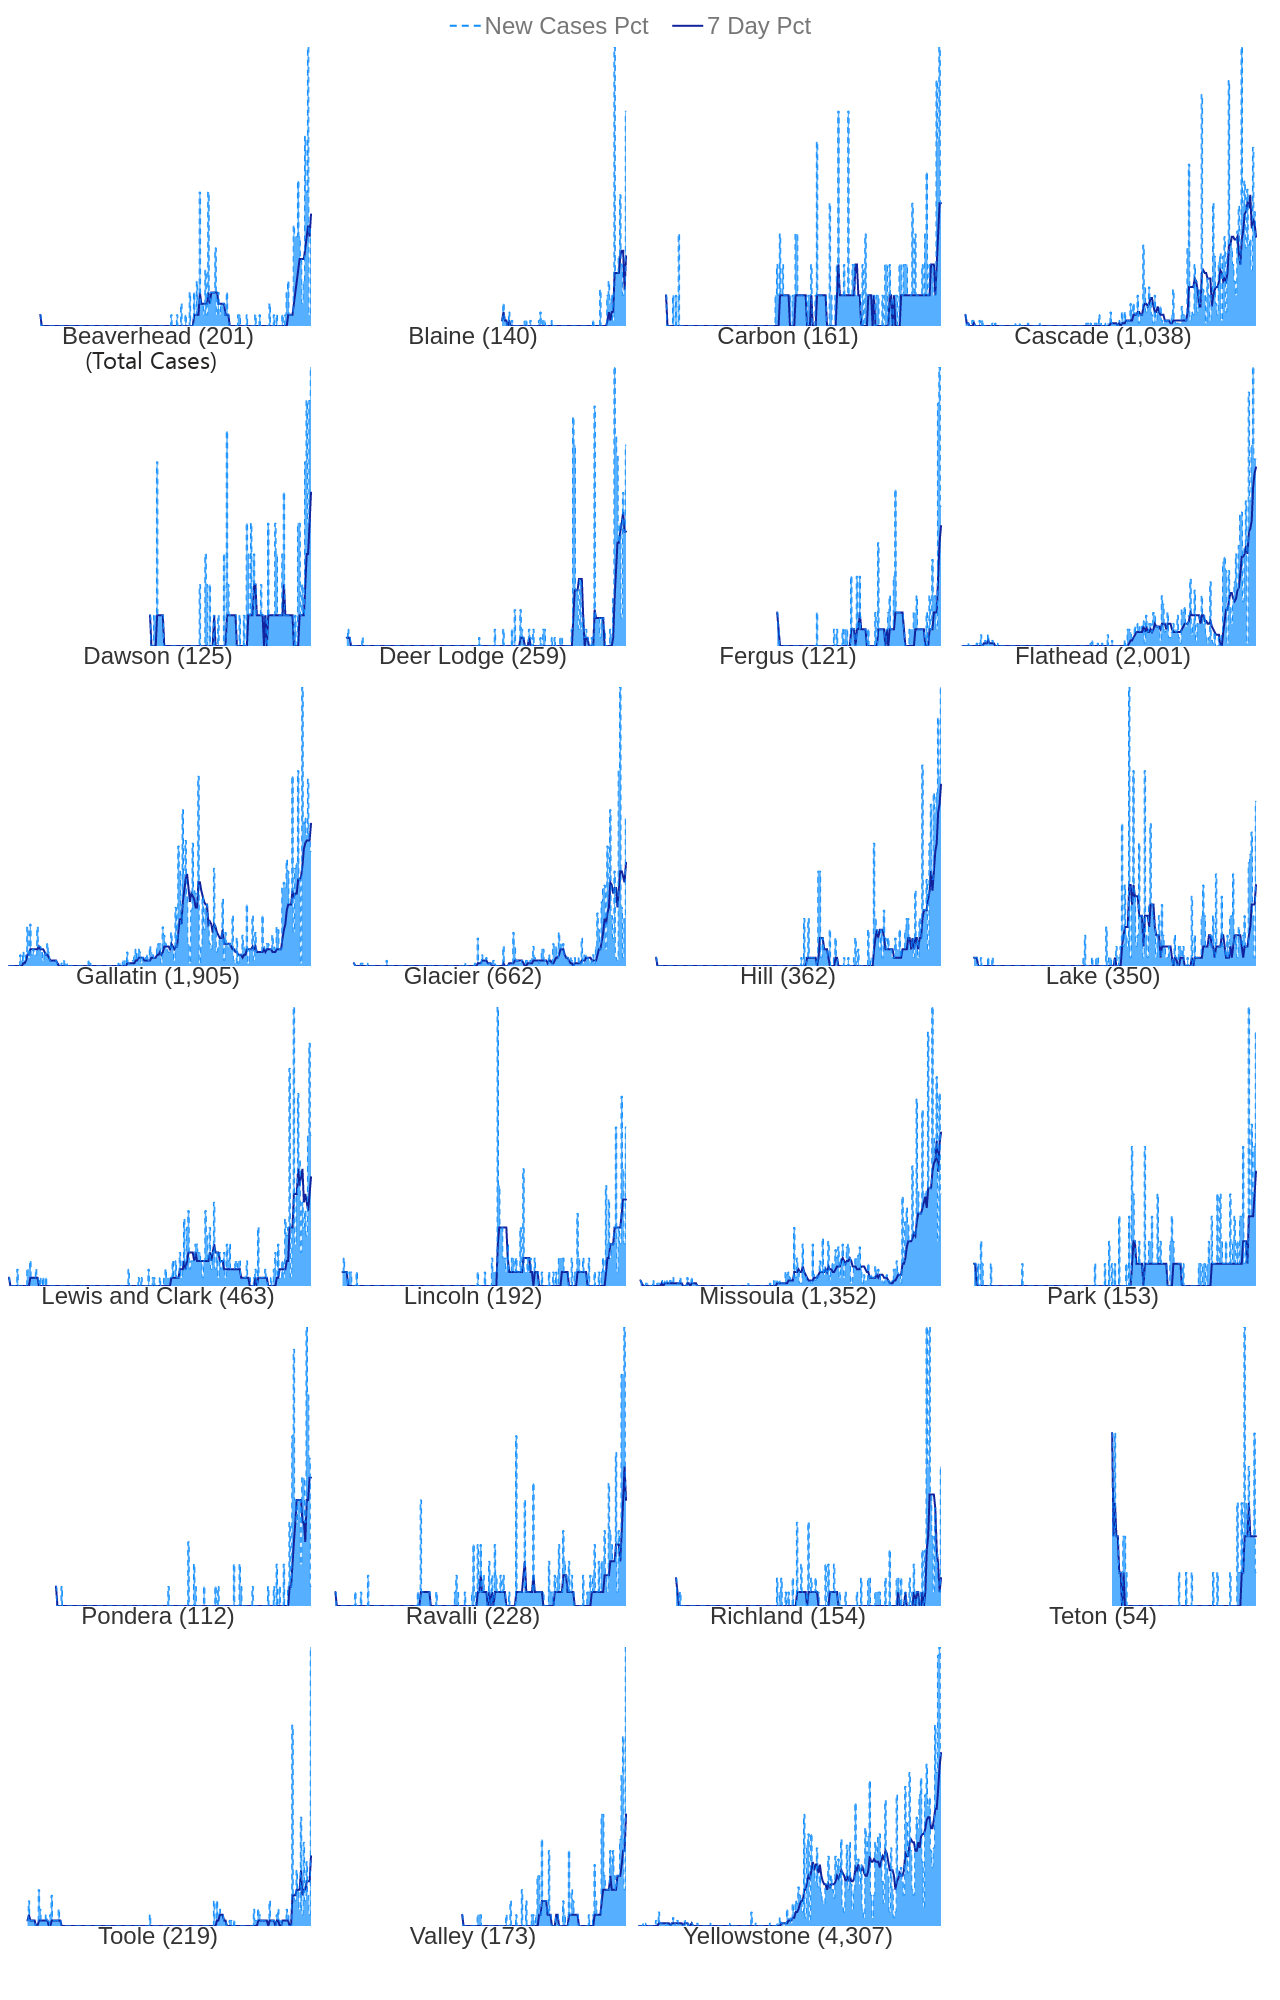 New Cases Pct 7 Day Pct
Beaverhead (201) Blaine (140) Carbon (161) Cascade (1,038)
(Total Cases)
Dawson (125) Deer Lodge (259) Fergus (121) Flathead (2,001)
Gallatin (1,905) Glacier (662) Hill (362) Lake (350)
Lewis and Clark (463) Lincoln (192) Missoula (1,352) Park (153)
Pondera (112) Ravalli (228) Richland (154) Teton (54)
Toole (219) Valley (173) Yellowstone (4,307)